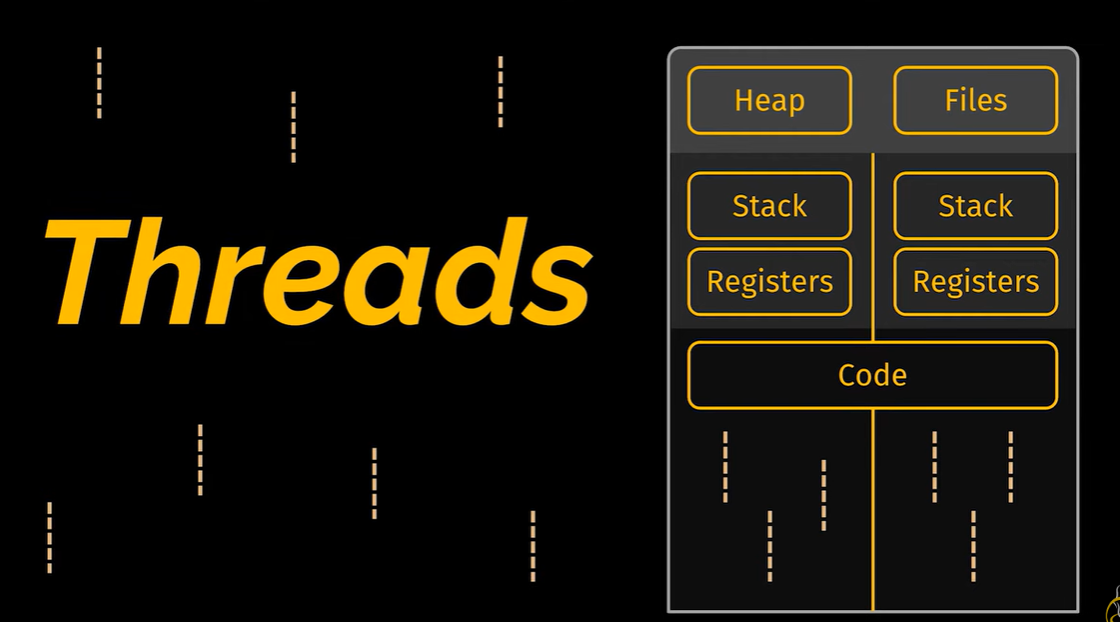 Threads
Heap Files
Stack Stack
Registers Registers
Code